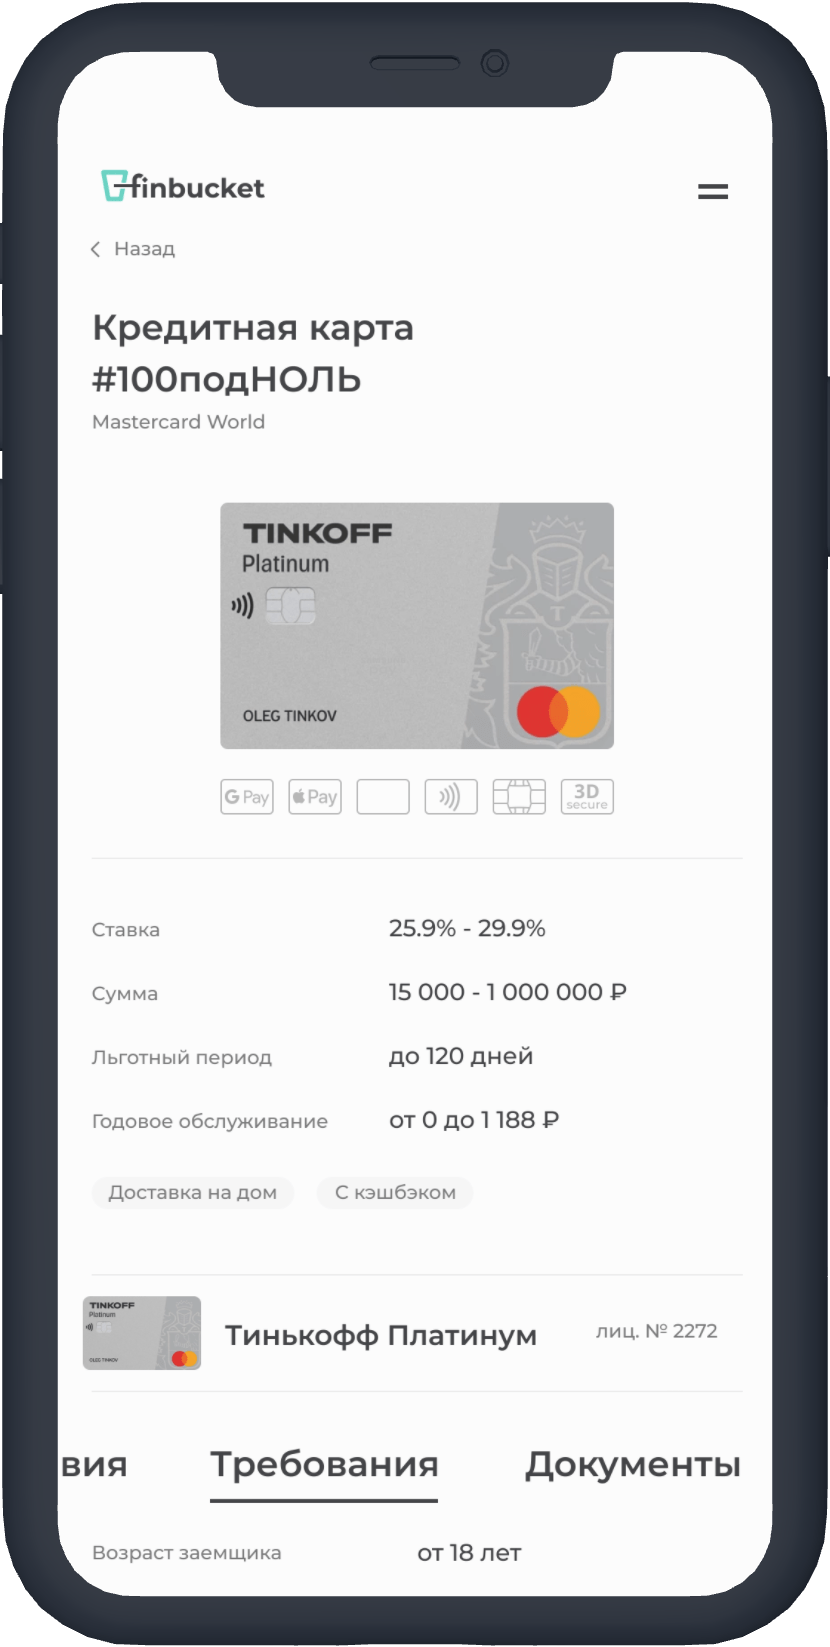 finbucket
Назад
Кредитная карта
#100подНОЛЬ
Mastercard World
TINKOFF
Platinum
OLEG TINKOV
G Pay Pay 3D secure
Ставка 25.9% - 29.9%
Сумма 15 000 - 1 000 000 ₽
Льготный период до 120 дней
Годовое обслуживание от 0 до 1 188 ₽
Доставка на дом С кэшбэком
TINKOFF
Platinum
OLEG TINKOV
Тинькофф Платинум лиц. № 2272
вия Требования Документы
Возраст заемщика от 18 лет